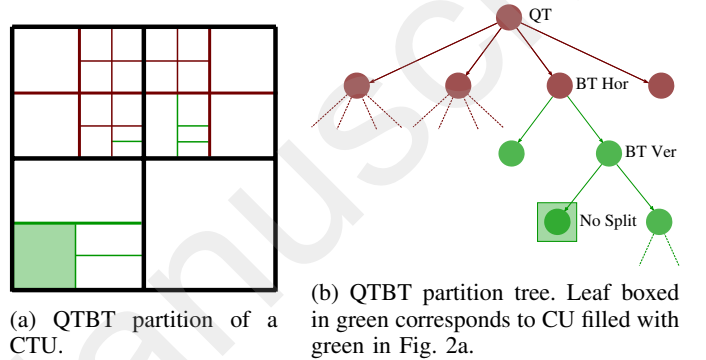 QT
BT Hor
BT Ver
No Split
(a) QTBT partition of a
CTU.
(b) QTBT partition tree. Leaf boxed
in green corresponds to CU filled with
green in Fig. 2a.